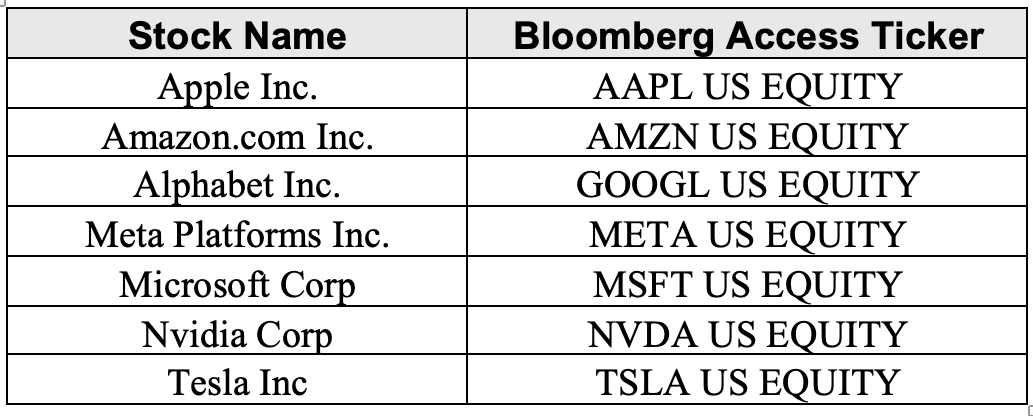 Stock Name Bloomberg Access Ticker
Apple Inc. AAPL US EQUITY
Amazon.com Inc. AMZN US EQUITY
Alphabet Inc. GOOGL US EQUITY
Meta Platforms Inc. META US EQUITY
Microsoft Corp MSFT US EQUITY
Nvidia Corp NVDA US EQUITY
Tesla Inc TSLA US EQUITY